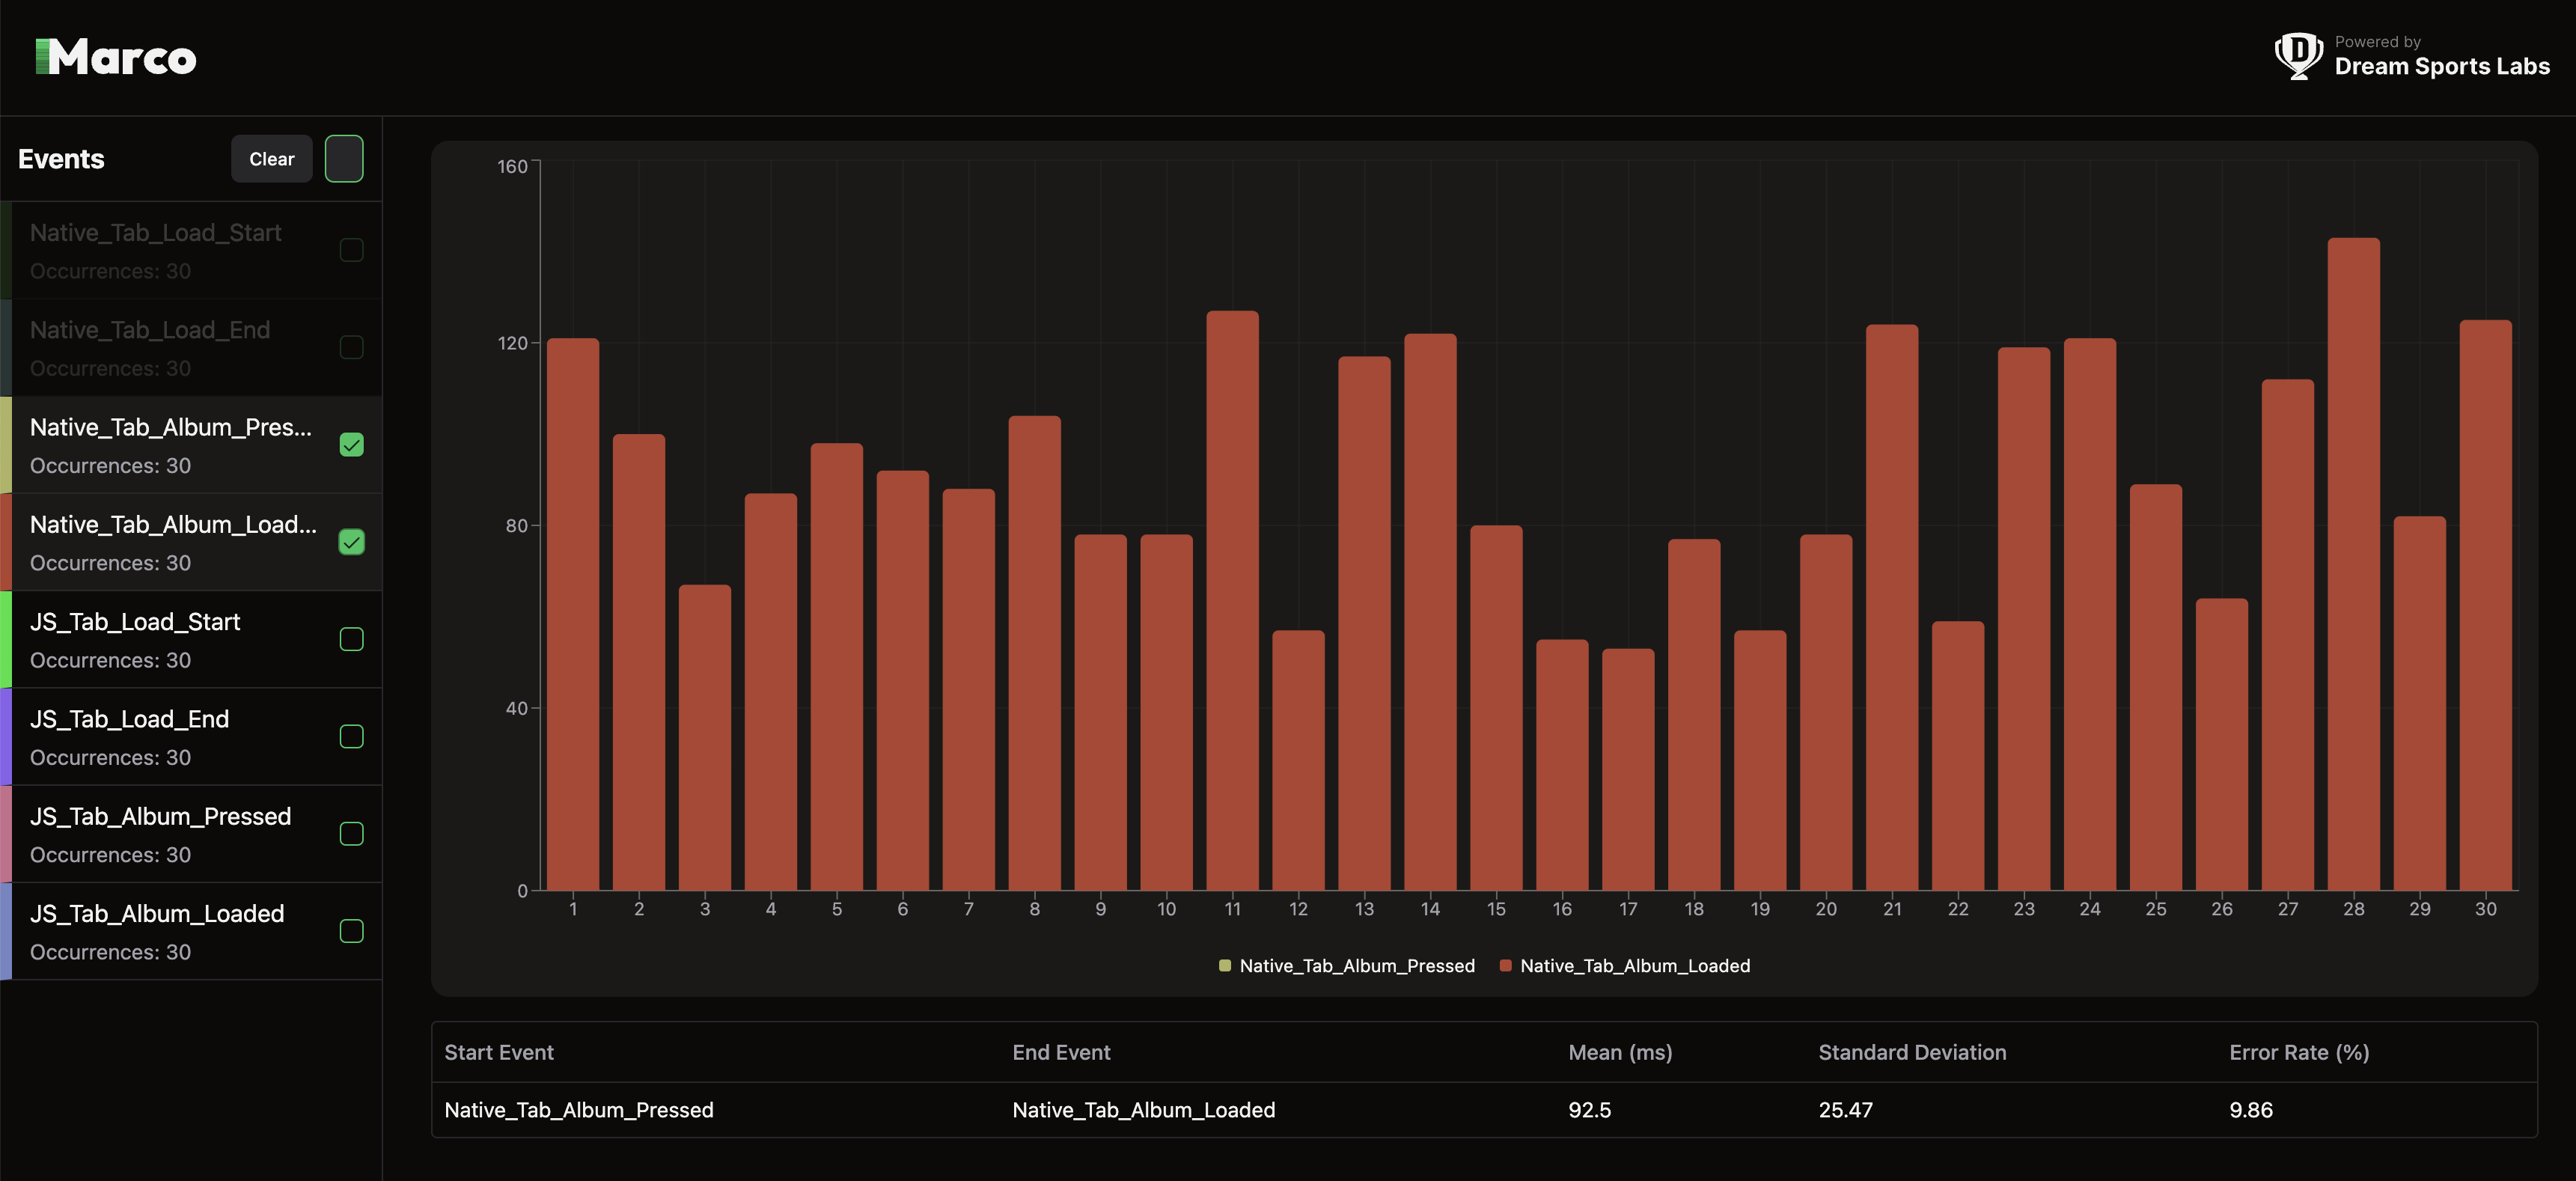 Marco
Powered by
Dream Sports Labs
Events
Clear
Native_Tab_Load_Start
Occurrences: 30
Native_Tab_Load_End
Occurrences: 30
Native_Tab_Album_Pres...
Occurrences: 30
Native_Tab_Album_Load...
Occurrences: 30
JS_Tab_Load_Start
Occurrences: 30
JS_Tab_Load_End
Occurrences: 30
JS_Tab_Album_Pressed
Occurrences: 30
JS_Tab_Album_Loaded
Occurrences: 30
160
120
80
40
0
1 2 3 4 5 6 7 8 9 10 11 12 13 14 15 16 17 18 19 20 21 22 23 24 25 26 27 28 29 30
Native_Tab_Album_Pressed Native_Tab_Album_Loaded
Start Event End Event Mean (ms) Standard Deviation Error Rate (%)
Native_Tab_Album_Pressed Native_Tab_Album_Loaded 92.5 25.47 9.86